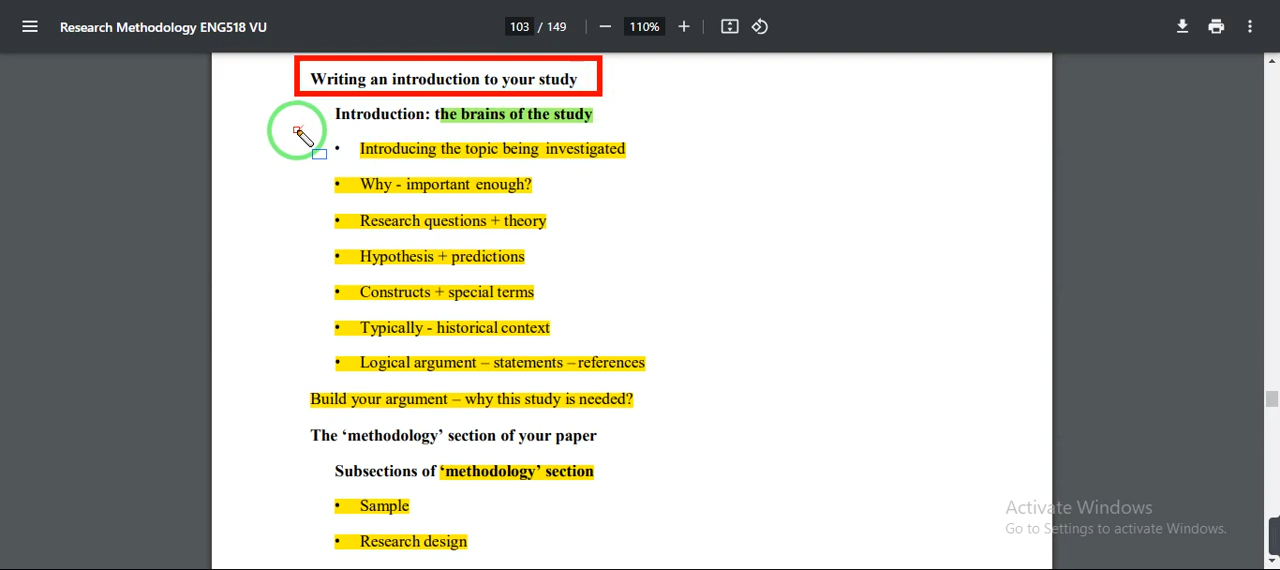 Research Methodology ENG518 VU
103 / 149
110%
Writing an introduction to your study
Introduction: the brains of the study
• Introducing the topic being investigated
• Why - important enough?
• Research questions + theory
• Hypothesis + predictions
• Constructs + special terms
• Typically - historical context
• Logical argument – statements – references
Build your argument – why this study is needed?
The ‘methodology’ section of your paper
Subsections of ‘methodology’ section
• Sample
• Research design
Activate Windows
Go to Settings to activate Windows.